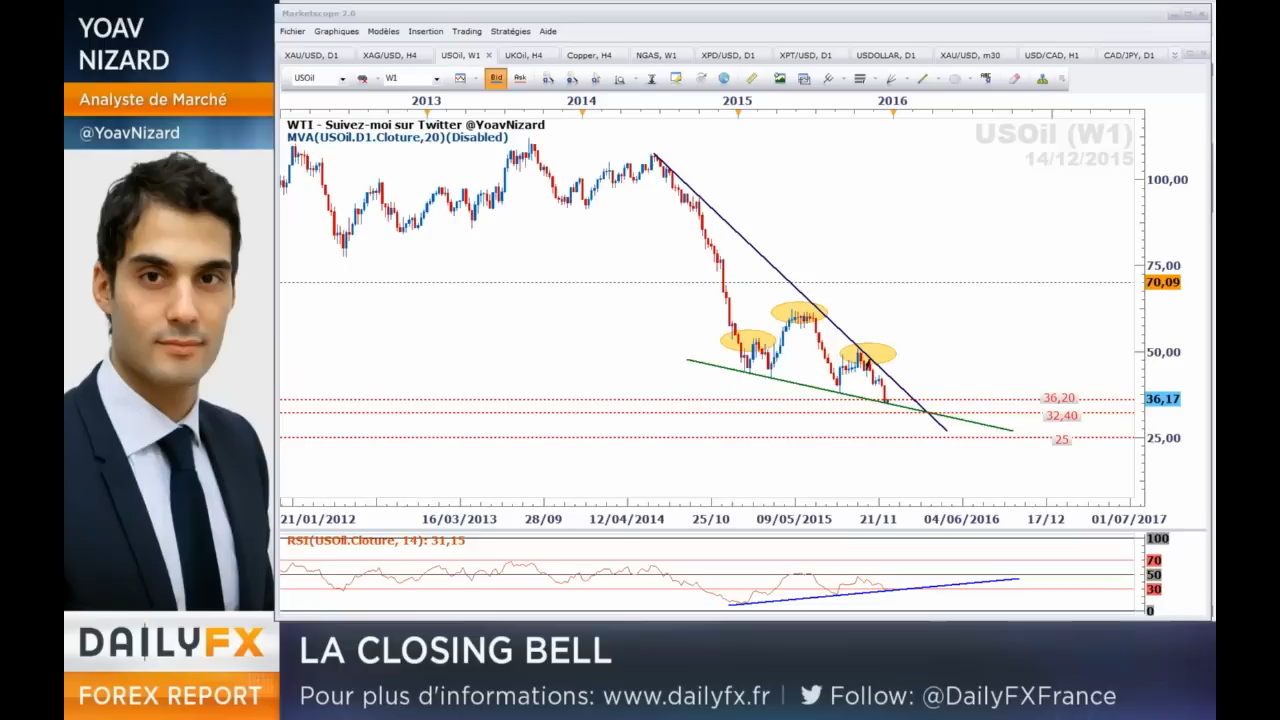 YOAV
NIZARD
Analyste de Marché
@YoavNizard
Marketscope 2.0
Fichier Graphiques Modèles Insertion Trading Stratégies Aide
XAU/USD, D1 XAG/USD, H4 USOil, W1 UKOil, H4 Copper, H4 NGAS, W1 XPD/USD, D1 XPT/USD, D1 USDOLLAR, D1 XAU/USD, m30 USD/CAD, H1 CAD/JPY, D1
USOil W1 Bid Ask
2013 2014 2015 2016
WTI - Suivez-moi sur Twitter @YoavNizard
MVA(USOil.D1.Cloture,20)(Disabled)
USOil (W1)
14/12/2015
100,00
75,00
70,09
50,00
36,20
36,17
32,40
25,00
25
21/01/2012 16/03/2013 28/09 12/04/2014 25/10 09/05/2015 21/11 04/06/2016 17/12 01/07/2017
RSI(USOil.Cloture, 14): 31,15
100
70
50
30
0
DAILYFX
FOREX REPORT
LA CLOSING BELL
Pour plus d'informations: www.dailyfx.fr | Follow: @DailyFXFrance